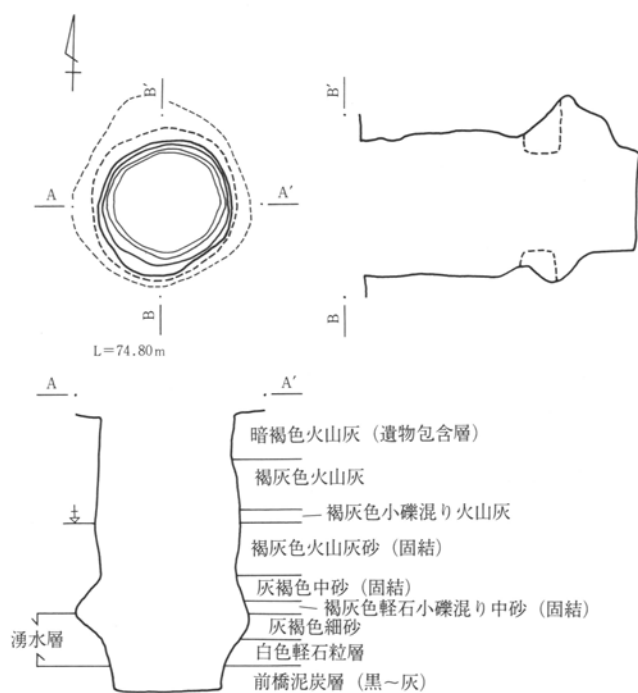 B′
B′
A
A′
B
B
L=74.80m
A
A′
暗褐色火山灰（遺物包含層）
褐灰色火山灰
褐灰色小礫混り火山灰
褐灰色火山灰砂（固結）
灰褐色中砂（固結）
褐灰色軽石小礫混り中砂（固結）
灰褐色細砂
湧水層
白色軽石粒層
前橋泥炭層（黒～灰）